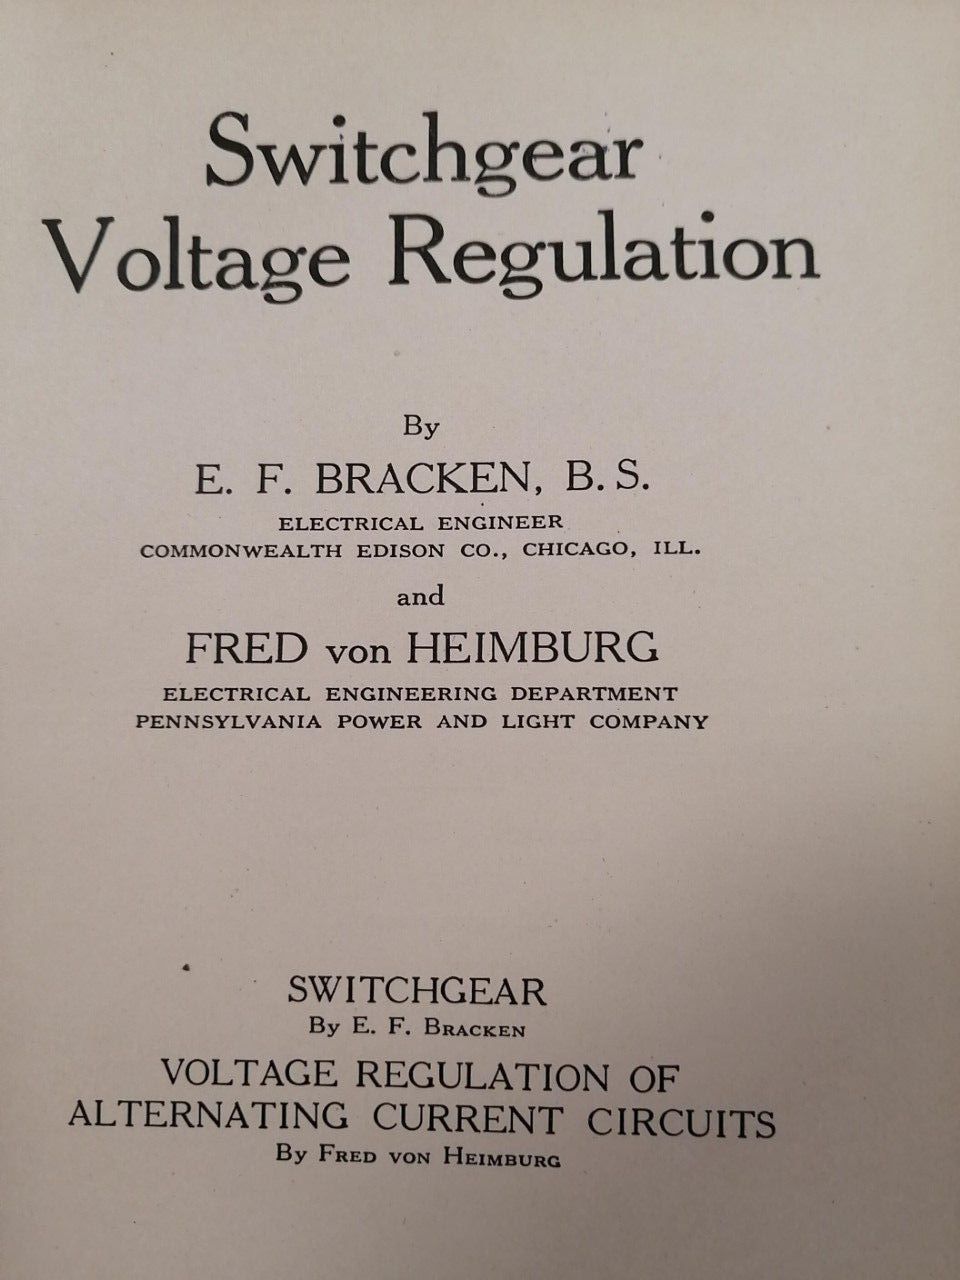 Switchgear
Voltage Regulation
By
E. F. BRACKEN, B. S.
ELECTRICAL ENGINEER
COMMONWEALTH EDISON CO., CHICAGO, ILL.
and
FRED von HEIMBURG
ELECTRICAL ENGINEERING DEPARTMENT
PENNSYLVANIA POWER AND LIGHT COMPANY
SWITCHGEAR
By E. F. BRACKEN
VOLTAGE REGULATION OF
ALTERNATING CURRENT CIRCUITS
By FRED VON HEIMBURG